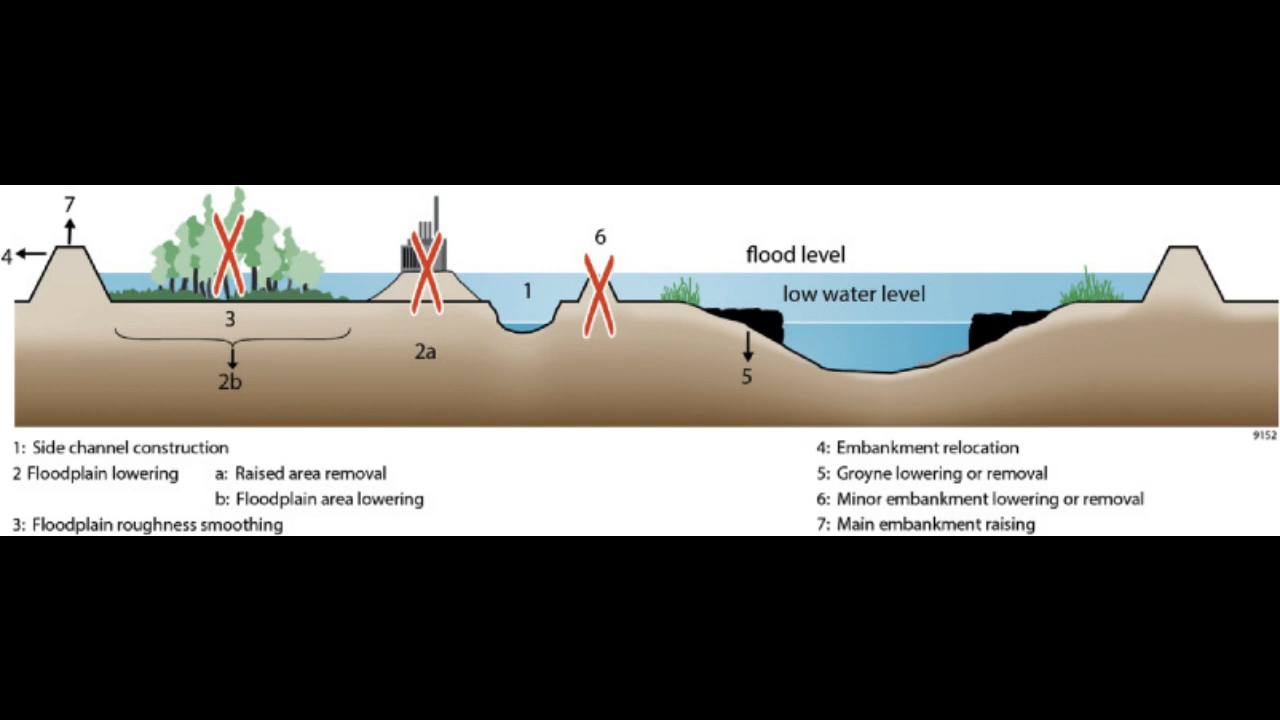 7
6
4
flood level
1
low water level
3
2a
5
2b
9152
1: Side channel construction
2 Floodplain lowering a: Raised area removal
b: Floodplain area lowering
3: Floodplain roughness smoothing
4: Embankment relocation
5: Groyne lowering or removal
6: Minor embankment lowering or removal
7: Main embankment raising